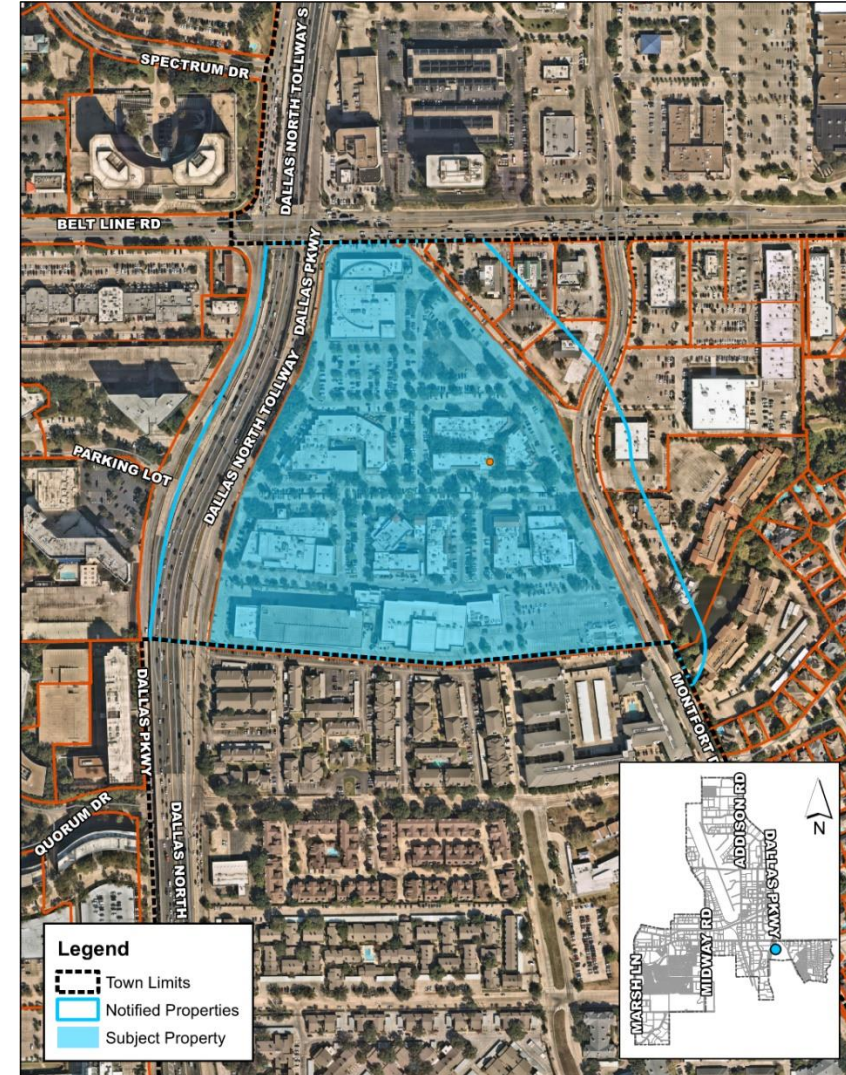 SPECTRUM DR
DALLAS NORTH TOLLWAY S
BELT LINE RD
DALLAS PKWY
DALLAS NORTH TOLLWAY
PARKING LOT
DALLAS PKWY
MONTFORT
QUORUM DR
DALLAS NORTH
Legend
Town Limits
Notified Properties
Subject Property
ADDISON RD
DALLAS PKWY
MIDWAY RD
MARSH LN
N